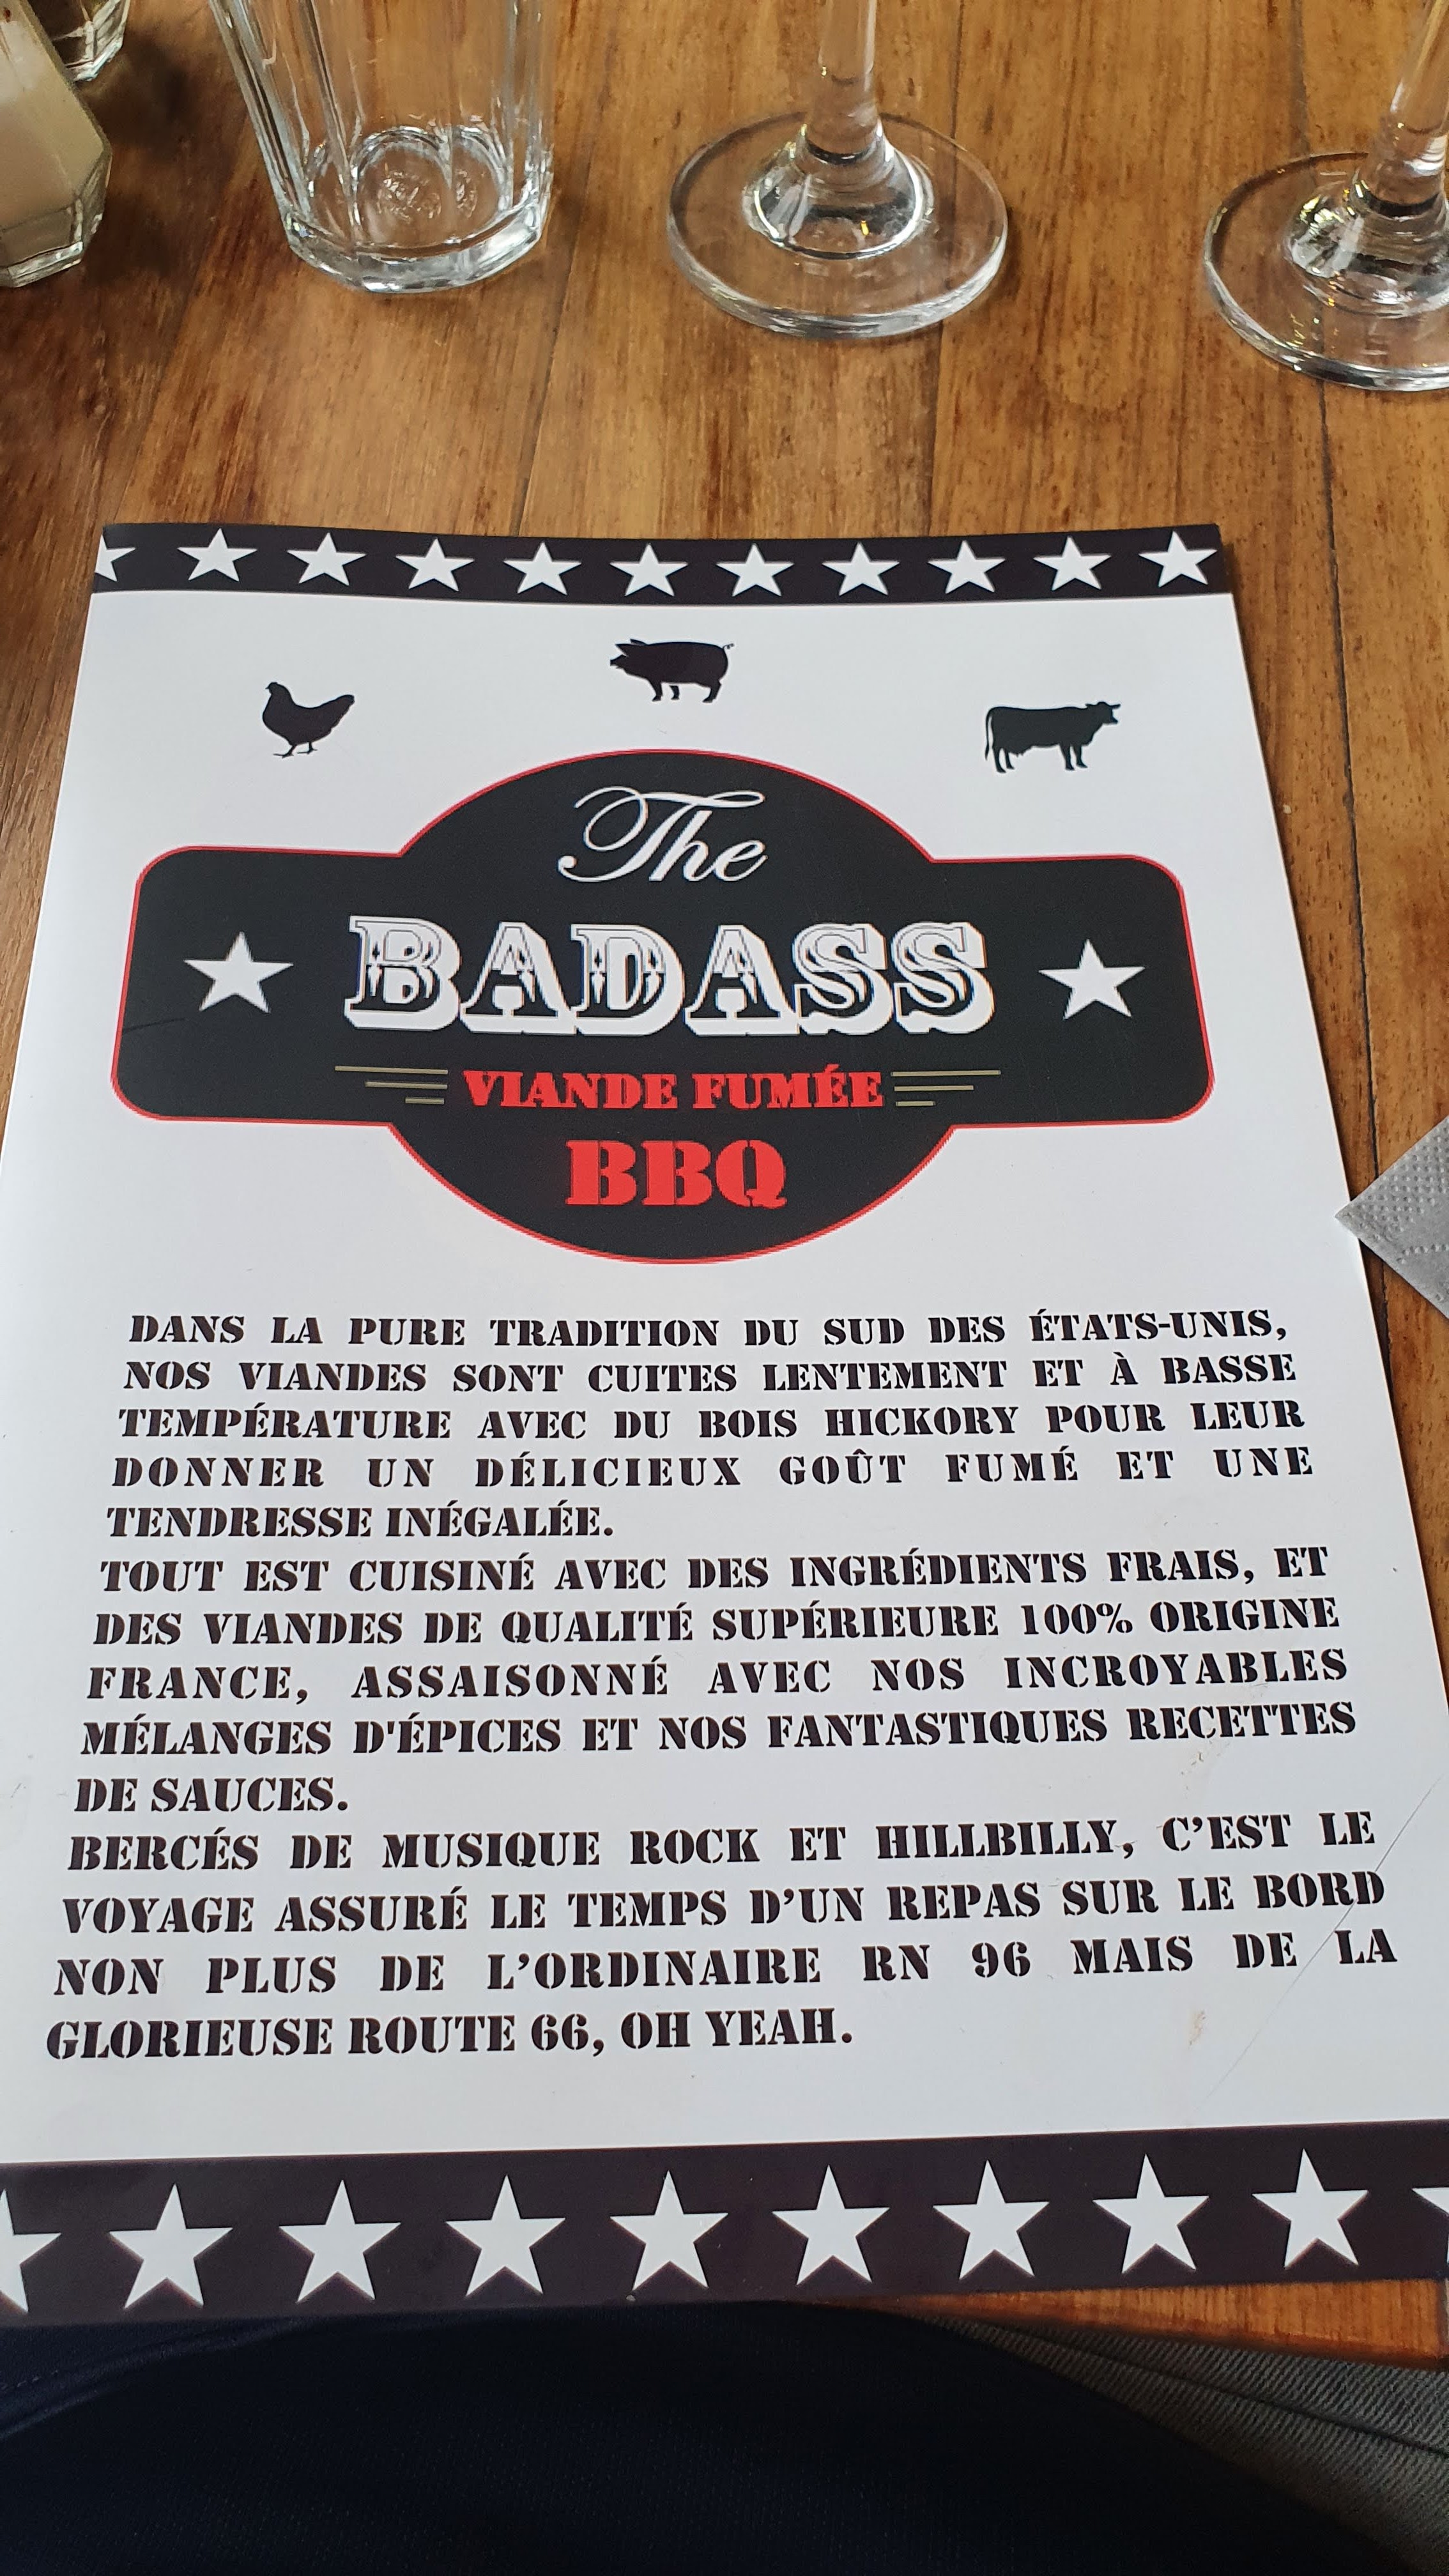 The
BADASS
VIANDE FUMÉE
BBQ
DANS LA PURE TRADITION DU SUD DES ÉTATS-UNIS,
NOS VIANDES SONT CUITES LENTEMENT ET À BASSE
TEMPÉRATURE AVEC DU BOIS HICKORY POUR LEUR
DONNER UN DÉLICIEUX GOÛT FUMÉ ET UNE
TENDRESSE INÉGALÉE.
TOUT EST CUISINÉ AVEC DES INGRÉDIENTS FRAIS, ET
DES VIANDES DE QUALITÉ SUPÉRIEURE 100% ORIGINE
FRANCE, ASSAISONNÉ AVEC NOS INCROYABLES
MÉLANGES D'ÉPICES ET NOS FANTASTIQUES RECETTES
DE SAUCES.
BERCÉS DE MUSIQUE ROCK ET HILLBILLY, C’EST LE
VOYAGE ASSURÉ LE TEMPS D’UN REPAS SUR LE BORD
NON PLUS DE L’ORDINAIRE RN 96 MAIS DE LA
GLORIEUSE ROUTE 66, OH YEAH.